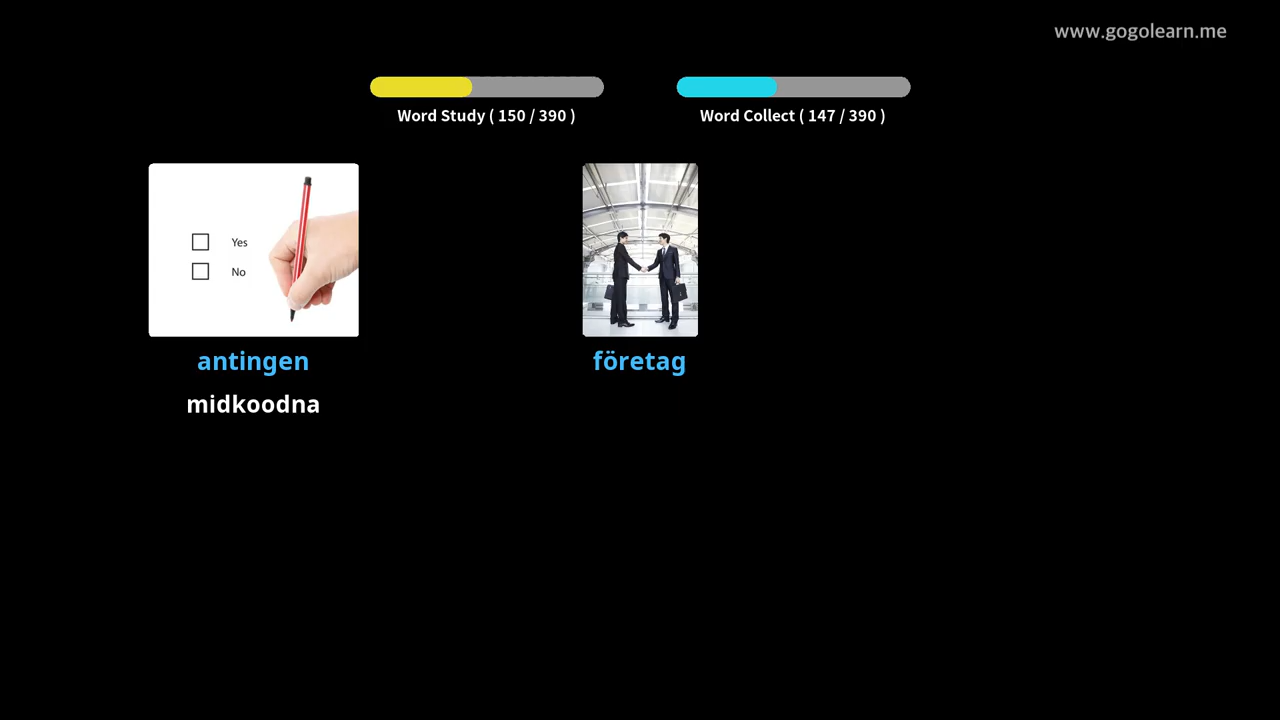 www.gogolearn.me
Word Study ( 150 / 390 )
Word Collect ( 147 / 390 )
Yes
No
antingen
företag
midkoodna